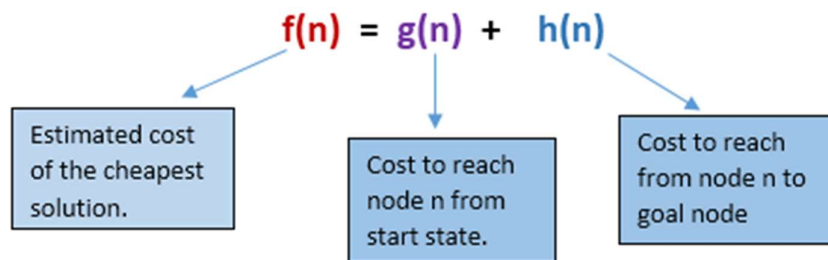 f(n) = g(n) + h(n)
Estimated cost
of the cheapest
solution.
Cost to reach
node n from
start state.
Cost to reach
from node n to
goal node